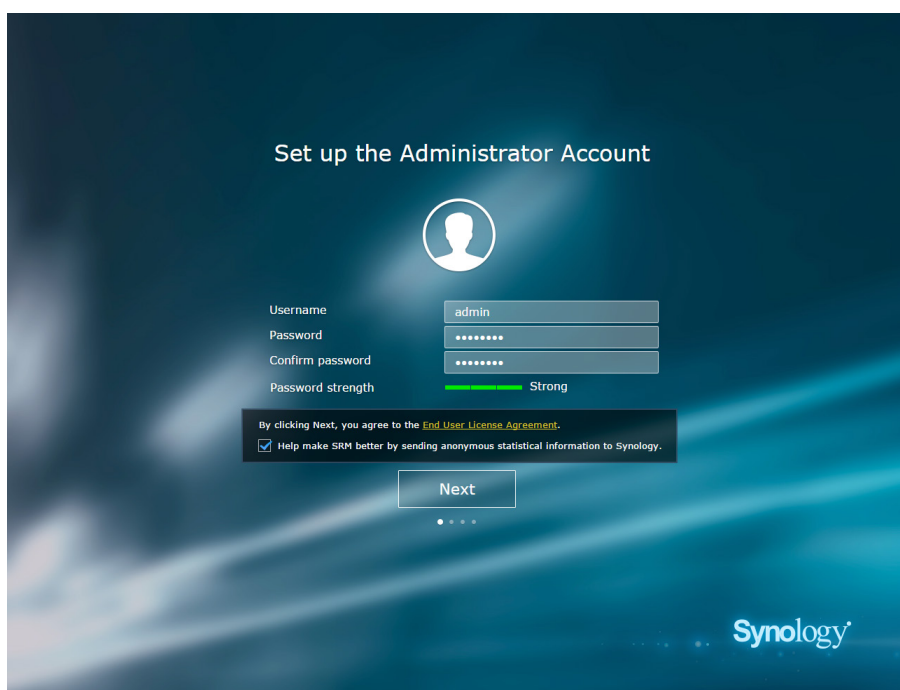 Set up the Administrator Account
Username admin
Password ••••••••
Confirm password ••••••••
Password strength Strong
By clicking Next, you agree to the End User License Agreement.
Help make SRM better by sending anonymous statistical information to Synology.
Next
Synology